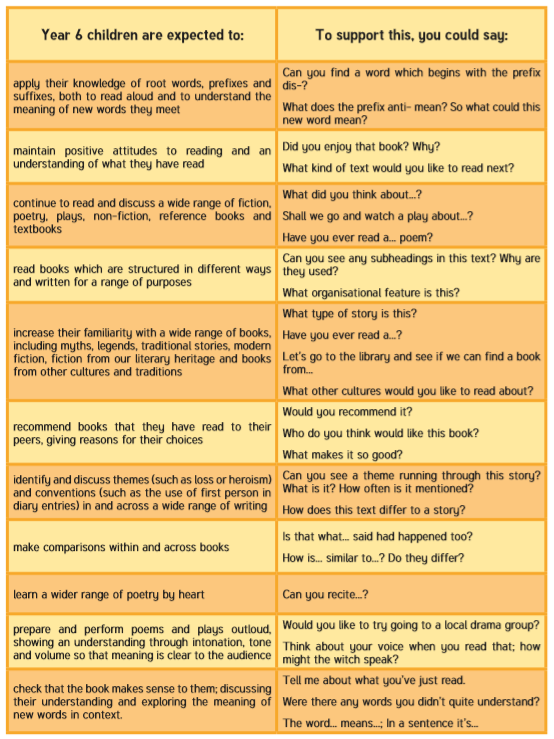 Year 6 children are expected to:
To support this, you could say:
apply their knowledge of root words, prefixes and
suffixes, both to read aloud and to understand the
meaning of new words they meet
Can you find a word which begins with the prefix
dis-?
What does the prefix anti- mean? So what could this
new word mean?
maintain positive attitudes to reading and an
understanding of what they have read
Did you enjoy that book? Why?
What kind of text would you like to read next?
continue to read and discuss a wide range of fiction,
poetry, plays, non-fiction, reference books and
textbooks
What did you think about...?
Shall we go and watch a play about...?
Have you ever read a... poem?
read books which are structured in different ways
and written for a range of purposes
Can you see any subheadings in this text? Why are
they used?
What organisational feature is this?
increase their familiarity with a wide range of books,
including myths, legends, traditional stories, modern
fiction, fiction from our literary heritage and books
from other cultures and traditions
What type of story is this?
Have you ever read a...?
Let's go to the library and see if we can find a book
from...
What other cultures would you like to read about?
recommend books that they have read to their
peers, giving reasons for their choices
Would you recommend it?
Who do you think would like this book?
What makes it so good?
identify and discuss themes (such as loss or heroism)
and conventions (such as the use of first person in
diary entries) in and across a wide range of writing
Can you see a theme running through this story?
What is it? How often is it mentioned?
How does this text differ to a story?
make comparisons within and across books
Is that what... said had happened too?
How is... similar to...? Do they differ?
learn a wider range of poetry by heart
Can you recite...?
prepare and perform poems and plays outloud,
showing an understanding through intonation, tone
and volume so that meaning is clear to the audience
Would you like to try going to a local drama group?
Think about your voice when you read that; how
might the witch speak?
check that the book makes sense to them; discussing
their understanding and exploring the meaning of
new words in context.
Tell me about what you've just read.
Were there any words you didn't quite understand?
The word... means...; In a sentence it's...